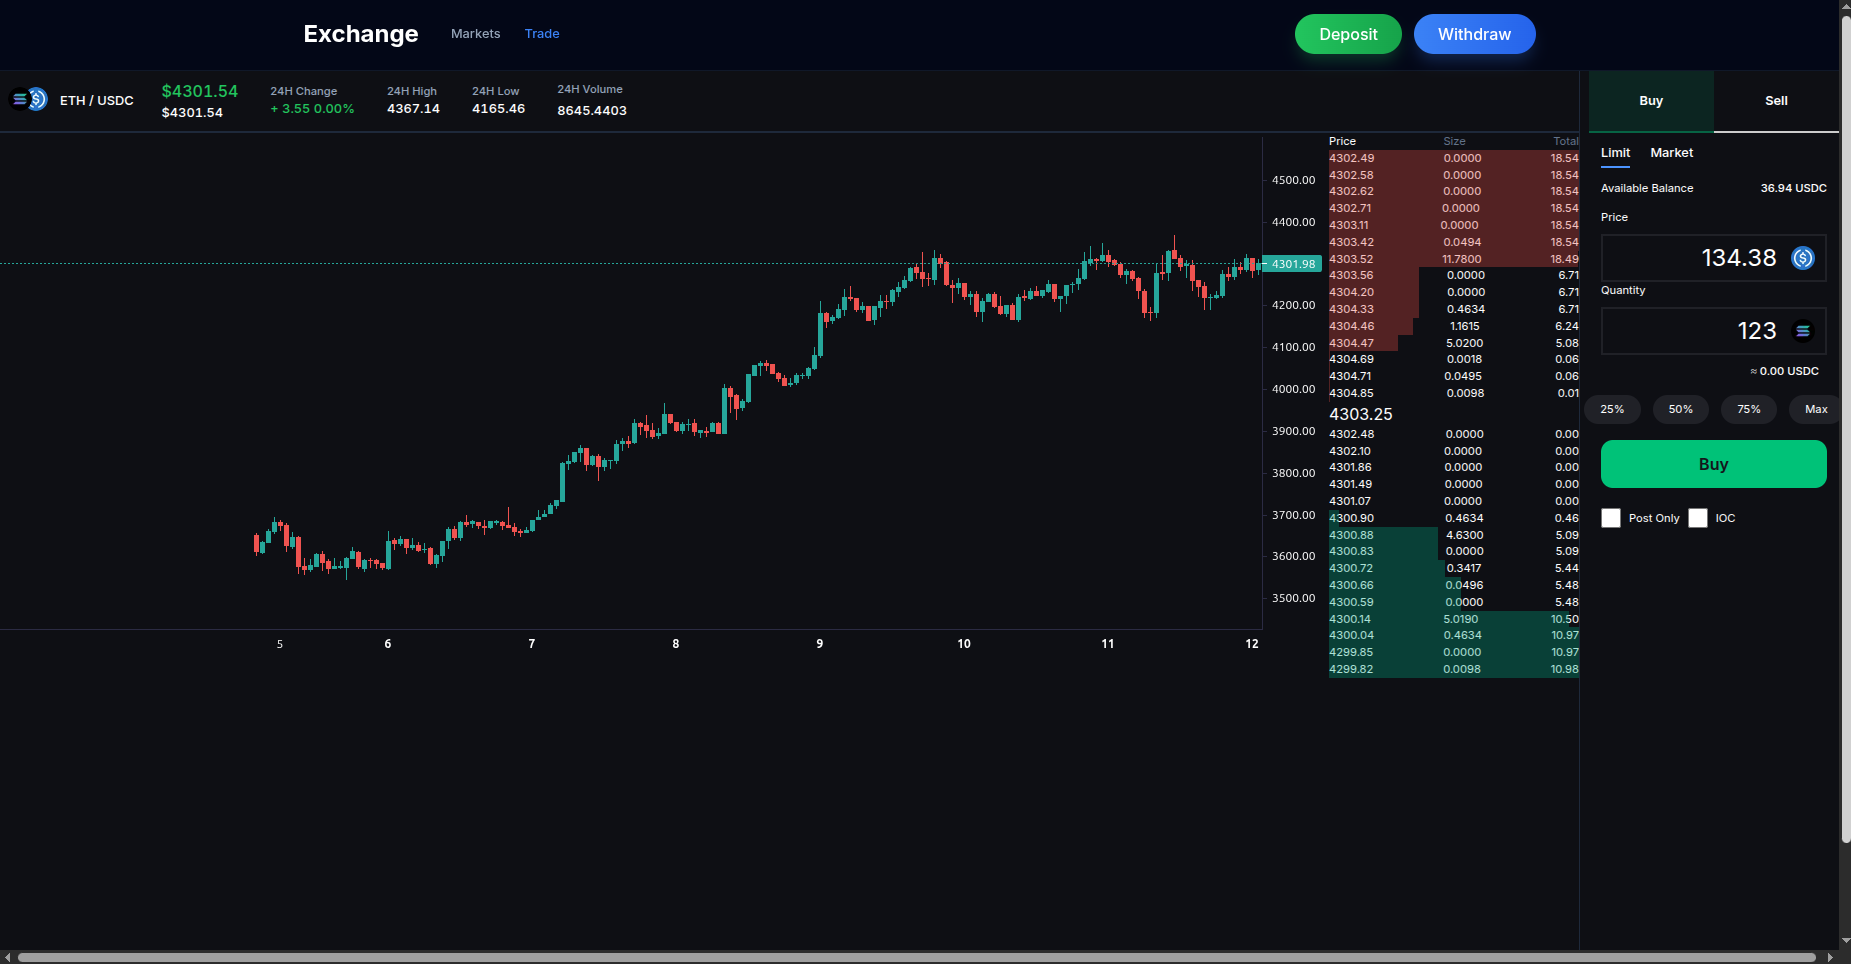 Exchange Markets Trade Deposit Withdraw
ETH / USDC
$4301.54
$4301.54
24H Change
+ 3.55 0.00%
24H High
4367.14
24H Low
4165.46
24H Volume
8645.4403
4500.00
4400.00
4301.98
4200.00
4100.00
4000.00
3900.00
3800.00
3700.00
3600.00
3500.00
5 6 7 8 9 10 11 12
Price Size Total
4302.49 0.0000 18.54
4302.58 0.0000 18.54
4302.62 0.0000 18.54
4302.71 0.0000 18.54
4303.11 0.0000 18.54
4303.42 0.0494 18.54
4303.52 11.7800 18.49
4303.56 0.0000 6.71
4304.20 0.0000 6.71
4304.33 0.4634 6.71
4304.46 1.1615 6.24
4304.47 5.0200 5.08
4304.69 0.0018 0.06
4304.71 0.0495 0.06
4304.85 0.0098 0.01
4303.25
4302.48 0.0000 0.00
4302.10 0.0000 0.00
4301.86 0.0000 0.00
4301.49 0.0000 0.00
4301.07 0.0000 0.00
4300.90 0.4634 0.46
4300.88 4.6300 5.09
4300.83 0.0000 5.09
4300.72 0.3417 5.44
4300.66 0.0496 5.48
4300.59 0.0000 5.48
4300.14 5.0190 10.50
4300.04 0.4634 10.97
4299.85 0.0000 10.97
4299.82 0.0098 10.98
Buy Sell
Limit Market
Available Balance 36.94 USDC
Price
134.38
Quantity
123
≈ 0.00 USDC
25% 50% 75% Max
Buy
Post Only IOC